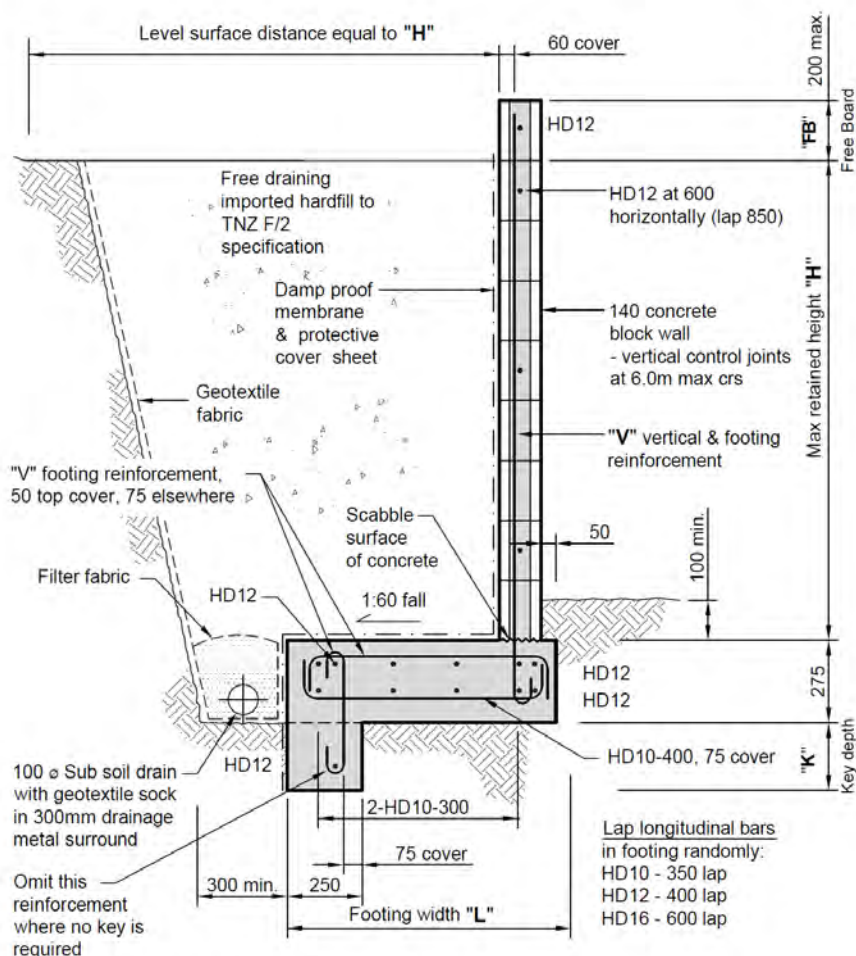 Level surface distance equal to "H"
60 cover
200 max.
HD12
"FB"
Free Board
Free draining
imported hardfill to
TNZ F/2
specification
HD12 at 600
horizontally (lap 850)
Damp proof
membrane
& protective
cover sheet
140 concrete
block wall
- vertical control joints
at 6.0m max crs
Max retained height "H"
Geotextile
fabric
"V" vertical & footing
reinforcement
"V" footing reinforcement,
50 top cover, 75 elsewhere
Scabble
surface
of concrete
50
100 min.
Filter fabric
HD12
1:60 fall
HD12
HD12
275
HD12
HD10-400, 75 cover
"K"
Key depth
100 ø Sub soil drain
with geotextile sock
in 300mm drainage
metal surround
2-HD10-300
75 cover
Lap longitudinal bars
in footing randomly:
HD10 - 350 lap
HD12 - 400 lap
HD16 - 600 lap
Omit this
reinforcement
where no key is
required
300 min.
250
Footing width "L"